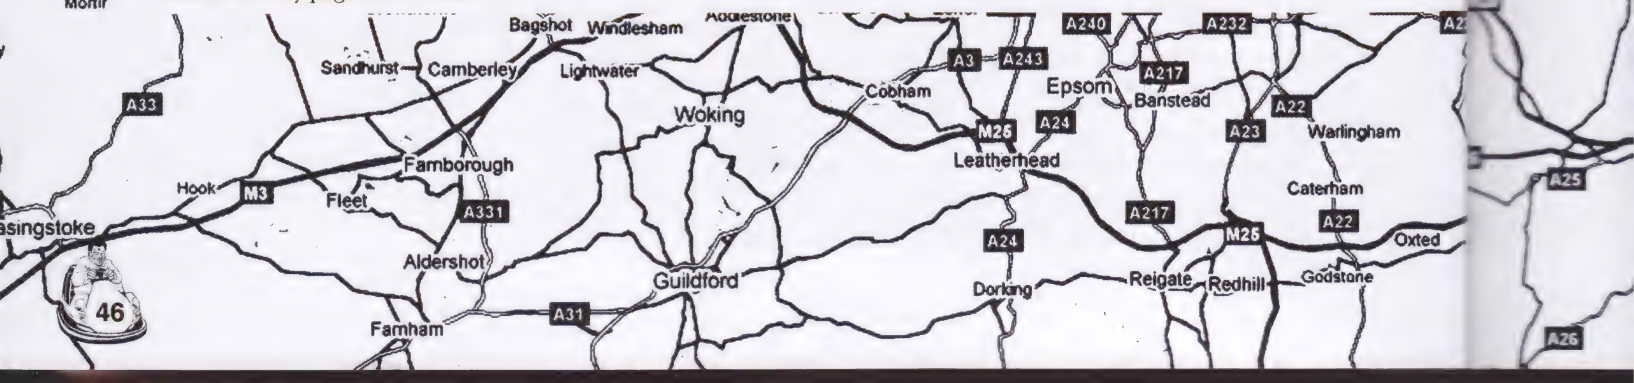 Bagshot Windlesham
A240 A232
Sandhurst Camberley Lightwater
A3 A243
A217
Epsom
Cobham
Banstead
A33
A22
Woking
A24
M25
A23
Warlingham
Leatherhead
Farnborough
Hook
M3
Fleet
Caterham
A25
A331
A217
A22
asingstoke
M25
A24
Oxted
Aldershot
Guildford
Dorking
Reigate Redhill Godstone
46
A31
Farnham
A26